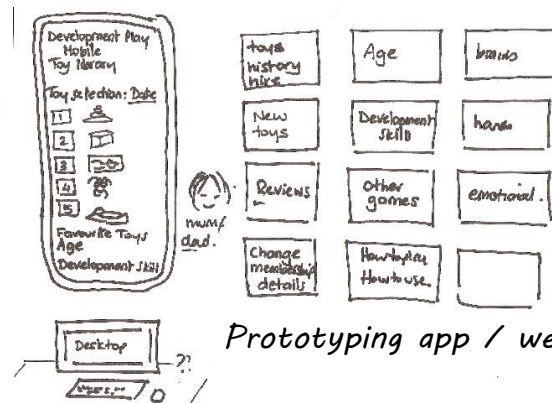 Development Play
Mobile
Toy Library
Toy selection: Date
1
2
3
4
5
Favourite Toys
Age
Development Skill
mum/
dad.
toys
history
hire
Age
New
toys
Development
skills
Reviews
Other
games
emotional.
Change
membership
details
How to play
How to use.
Desktop
??
Prototyping app / we